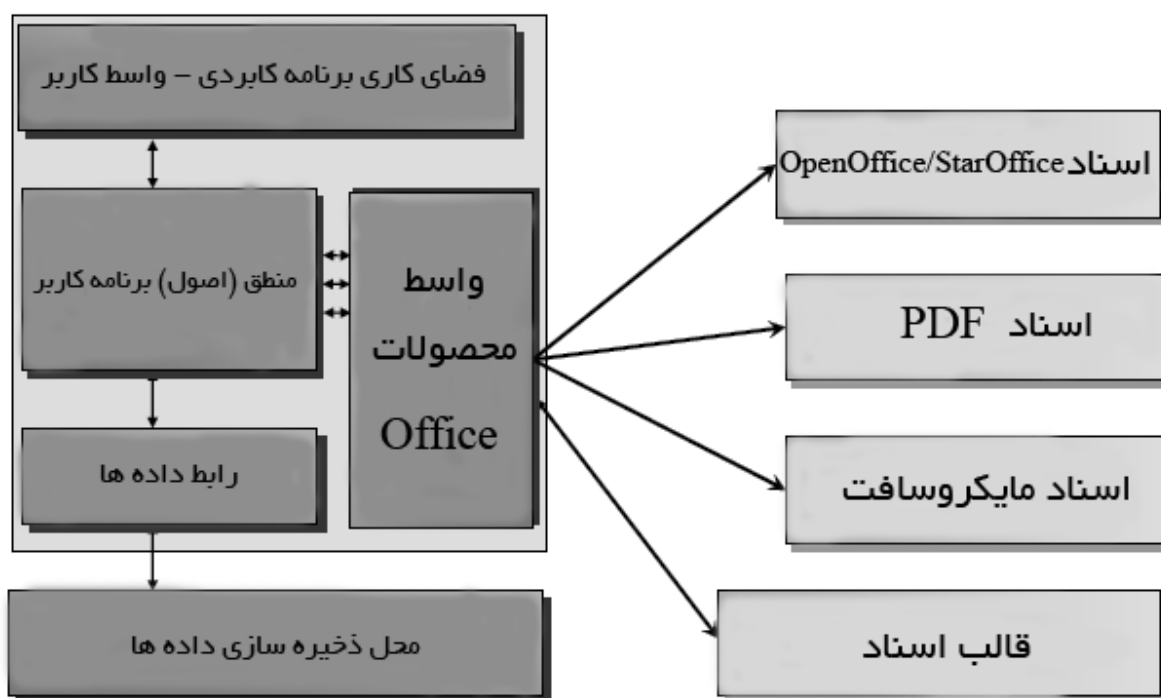 فضای کاری برنامه کابردی – واسط کاربر
منطق (اصول) برنامه کاربر
واسط
محصولات
Office
رابط داده ها
محل ذخیره سازی داده ها
اسناد OpenOffice/StarOffice
اسناد PDF
اسناد مایکروسافت
قالب اسناد